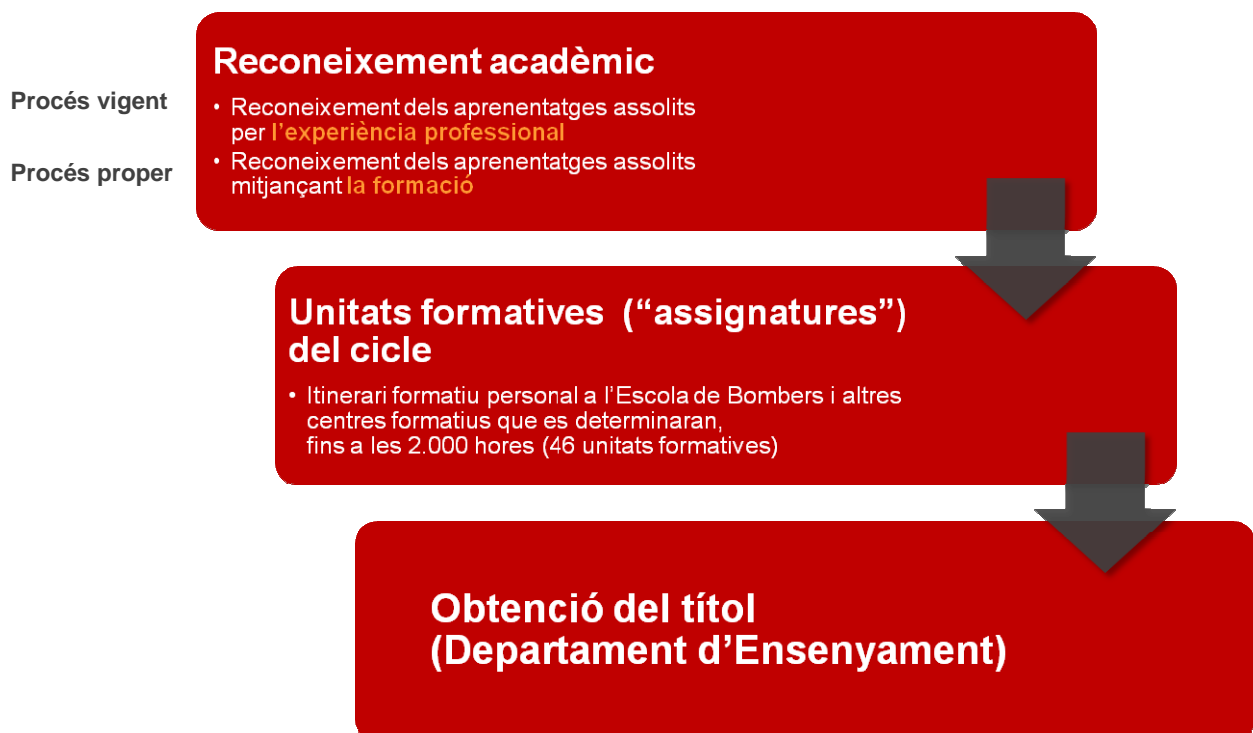 Reconeixement acadèmic
Procés vigent
• Reconeixement dels aprenentatges assolits
per l’experiència professional
Procés proper
• Reconeixement dels aprenentatges assolits
mitjançant la formació
Unitats formatives (“assignatures”)
del cicle
• Itinerari formatiu personal a l’Escola de Bombers i altres
centres formatius que es determinaran,
fins a les 2.000 hores (46 unitats formatives)
Obtenció del títol
(Departament d’Ensenyament)